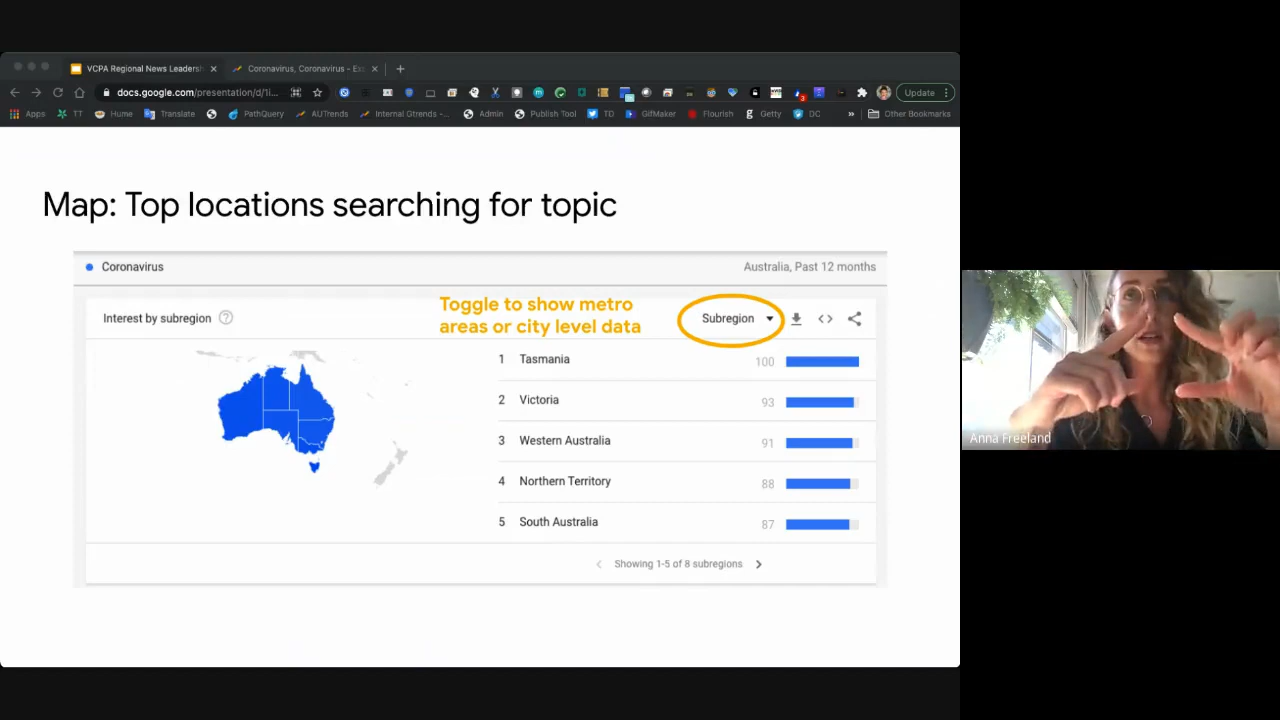 VCPA Regional News Leadersh
Coronavirus, Coronavirus - Ex
docs.google.com/presentation/d/1i...
Update
Apps
TT
Home
Translate
PathQuery
AUTrends
Internal Gtrends -...
Admin
Publish Tool
TD
GifMaker
Flourish
Getty
DC
»
Other Bookmarks
Map: Top locations searching for topic
Coronavirus
Australia, Past 12 months
Interest by subregion
Toggle to show metro
areas or city level data
Subregion
1 Tasmania 100
2 Victoria 93
3 Western Australia 91
4 Northern Territory 88
5 South Australia 87
Showing 1-5 of 8 subregions
Anna Freeland